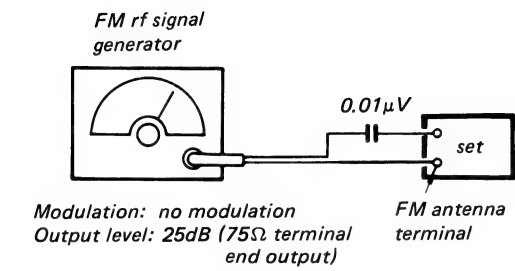 FM rf signal
generator
0.01µV
set
Modulation: no modulation
Output level: 25dB (75Ω terminal
end output)
FM antenna
terminal